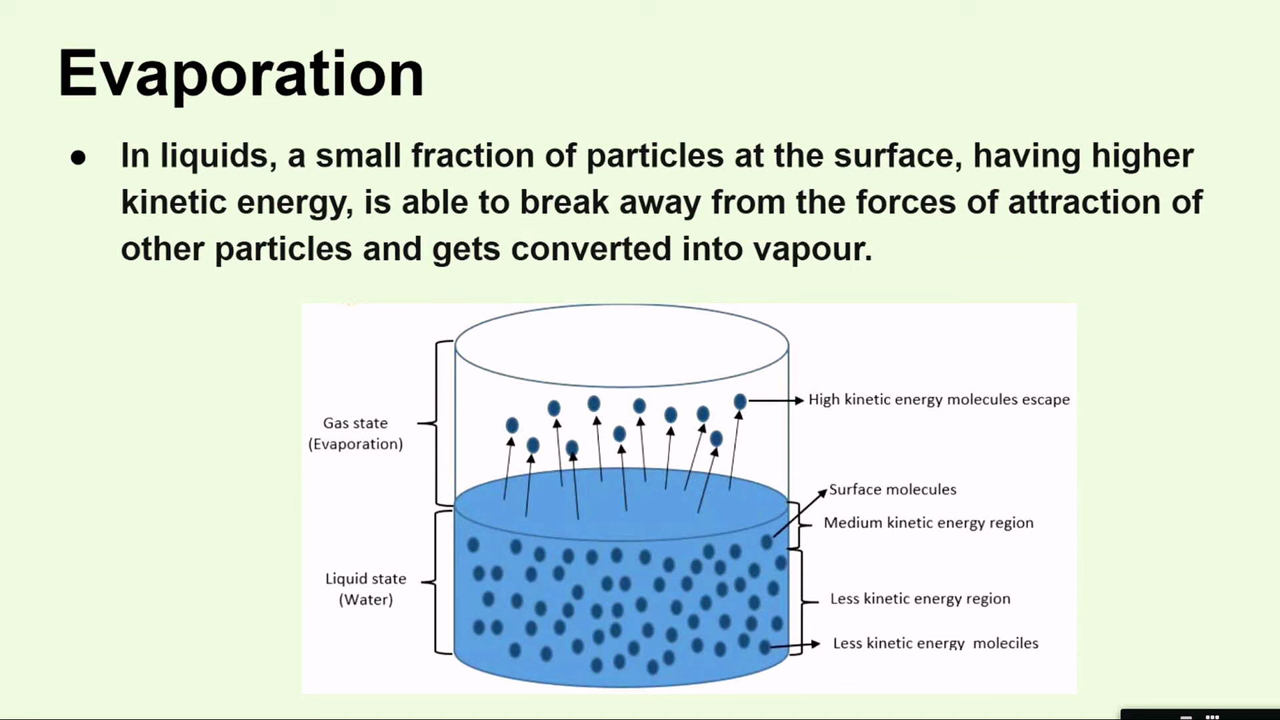 Evaporation
● In liquids, a small fraction of particles at the surface, having higher
kinetic energy, is able to break away from the forces of attraction of
other particles and gets converted into vapour.
High kinetic energy molecules escape
Gas state
(Evaporation)
Surface molecules
Medium kinetic energy region
Liquid state
(Water)
Less kinetic energy region
Less kinetic energy moleciles